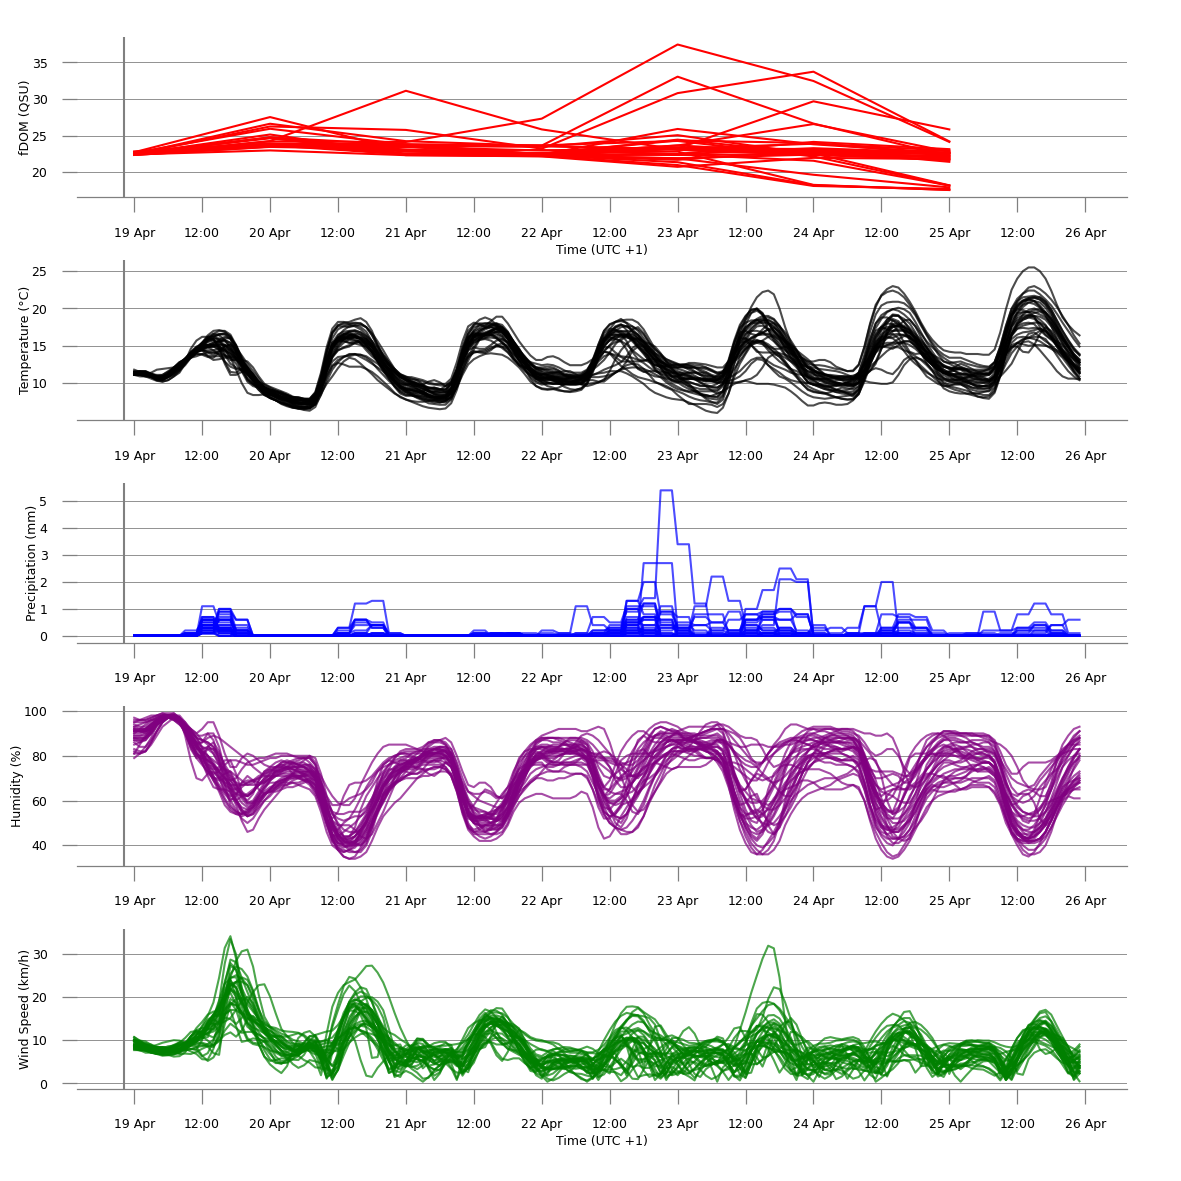 35
30
25
20
fDOM (QSU)
19 Apr 12:00 20 Apr 12:00 21 Apr 12:00 22 Apr 12:00 23 Apr 12:00 24 Apr 12:00 25 Apr 12:00 26 Apr
Time (UTC +1)
25
20
15
10
Temperature (°C)
19 Apr 12:00 20 Apr 12:00 21 Apr 12:00 22 Apr 12:00 23 Apr 12:00 24 Apr 12:00 25 Apr 12:00 26 Apr
5
4
3
2
1
0
Precipitation (mm)
19 Apr 12:00 20 Apr 12:00 21 Apr 12:00 22 Apr 12:00 23 Apr 12:00 24 Apr 12:00 25 Apr 12:00 26 Apr
100
80
60
40
Humidity (%)
19 Apr 12:00 20 Apr 12:00 21 Apr 12:00 22 Apr 12:00 23 Apr 12:00 24 Apr 12:00 25 Apr 12:00 26 Apr
30
20
10
0
Wind Speed (km/h)
19 Apr 12:00 20 Apr 12:00 21 Apr 12:00 22 Apr 12:00 23 Apr 12:00 24 Apr 12:00 25 Apr 12:00 26 Apr
Time (UTC +1)